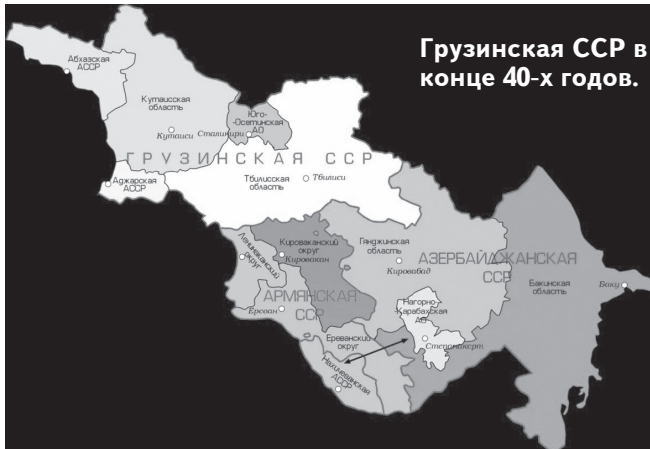 Грузинская ССР в
конце 40-х годов.
Абхазская
АССР
Кутаисская
область
Кутаиси
Сталинири
Юго-
Осетинская
АО
ГРУЗИНСКАЯ ССР
Аджарская
АССР
Тбилисская
область
Тбилиси
Ленинаканский
округ
Кироваканский
округ
Кировакан
Гянджинская
область
Кировабад
АЗЕРБАЙДЖАНСКАЯ
ССР
Бакинская
область
Баку
АРМЯНСКАЯ
ССР
Ереван
Нагорно-
Карабахская
АО
Степанакерт
Ереванский
округ
Нахичеванская
АССР